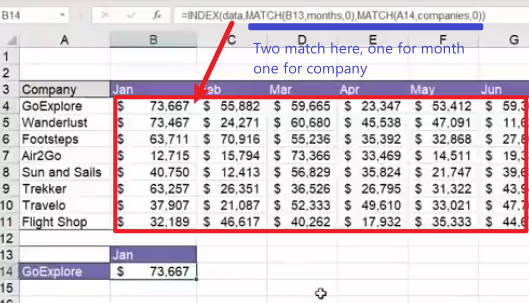 B14 =INDEX(data,MATCH(B13,months,0),MATCH(A14,companies,0))
A B C D E F G
1
2
Two match here, one for month
one for company
3 Company Jan Feb Mar Apr May Jun
4 GoExplore $ 73,667 $ 55,882 $ 59,665 $ 23,347 $ 53,412 $ 59,3
5 Wanderlust $ 73,467 $ 24,271 $ 60,680 $ 45,538 $ 47,091 $ 11,6
6 Footsteps $ 63,711 $ 70,916 $ 55,236 $ 35,392 $ 32,868 $ 27,8
7 Air2Go $ 12,715 $ 15,794 $ 73,366 $ 33,469 $ 14,511 $ 19,3
8 Sun and Sails $ 40,750 $ 12,413 $ 56,829 $ 35,824 $ 21,747 $ 39,6
9 Trekker $ 63,257 $ 26,351 $ 36,526 $ 26,795 $ 31,322 $ 43,9
10 Travelo $ 37,907 $ 21,087 $ 52,333 $ 49,610 $ 33,021 $ 47,7
11 Flight Shop $ 32,189 $ 46,617 $ 40,262 $ 17,932 $ 35,333 $ 44,6
12
13 Jan
14 GoExplore $ 73,667
15